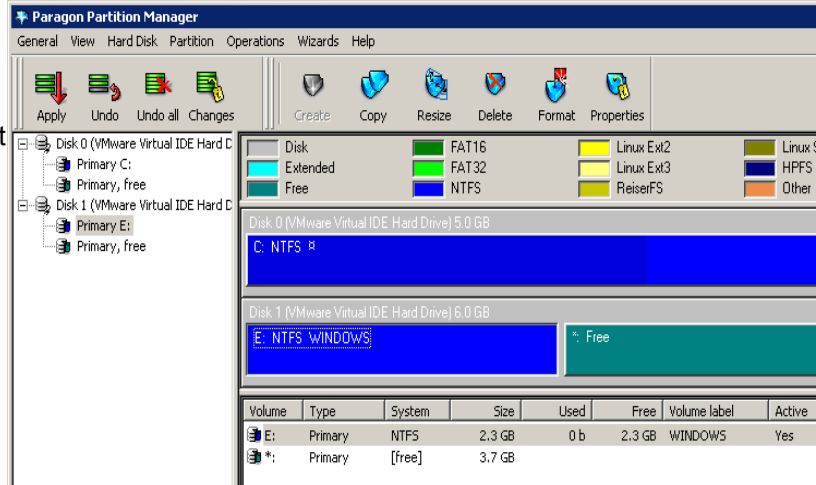 Paragon Partition Manager
General View Hard Disk Partition Operations Wizards Help
Apply Undo Undo all Changes Create Copy Resize Delete Format Properties
t
Disk 0 (VMware Virtual IDE Hard D
Primary C:
Primary, free
Disk 1 (VMware Virtual IDE Hard D
Primary E:
Primary, free
Disk FAT16 Linux Ext2 Linux S
Extended FAT32 Linux Ext3 HPFS
Free NTFS ReiserFS Other
Disk 0 (VMware Virtual IDE Hard Drive) 5.0 GB
C: NTFS ¤
Disk 1 (VMware Virtual IDE Hard Drive) 6.0 GB
E: NTFS WINDOWS
*: Free
Volume Type System Size Used Free Volume label Active
E: Primary NTFS 2.3 GB 0 b 2.3 GB WINDOWS Yes
*: Primary [free] 3.7 GB